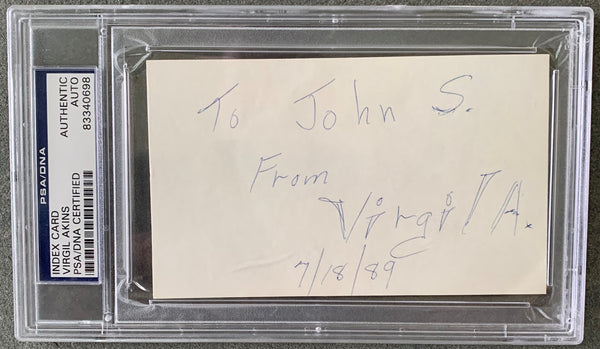 PSA/DNA
INDEX CARD
VIRGIL AKINS
PSA/DNA CERTIFIED
AUTHENTIC
AUTO
83340698
To John S.
From
Virgil A.
7/18/89